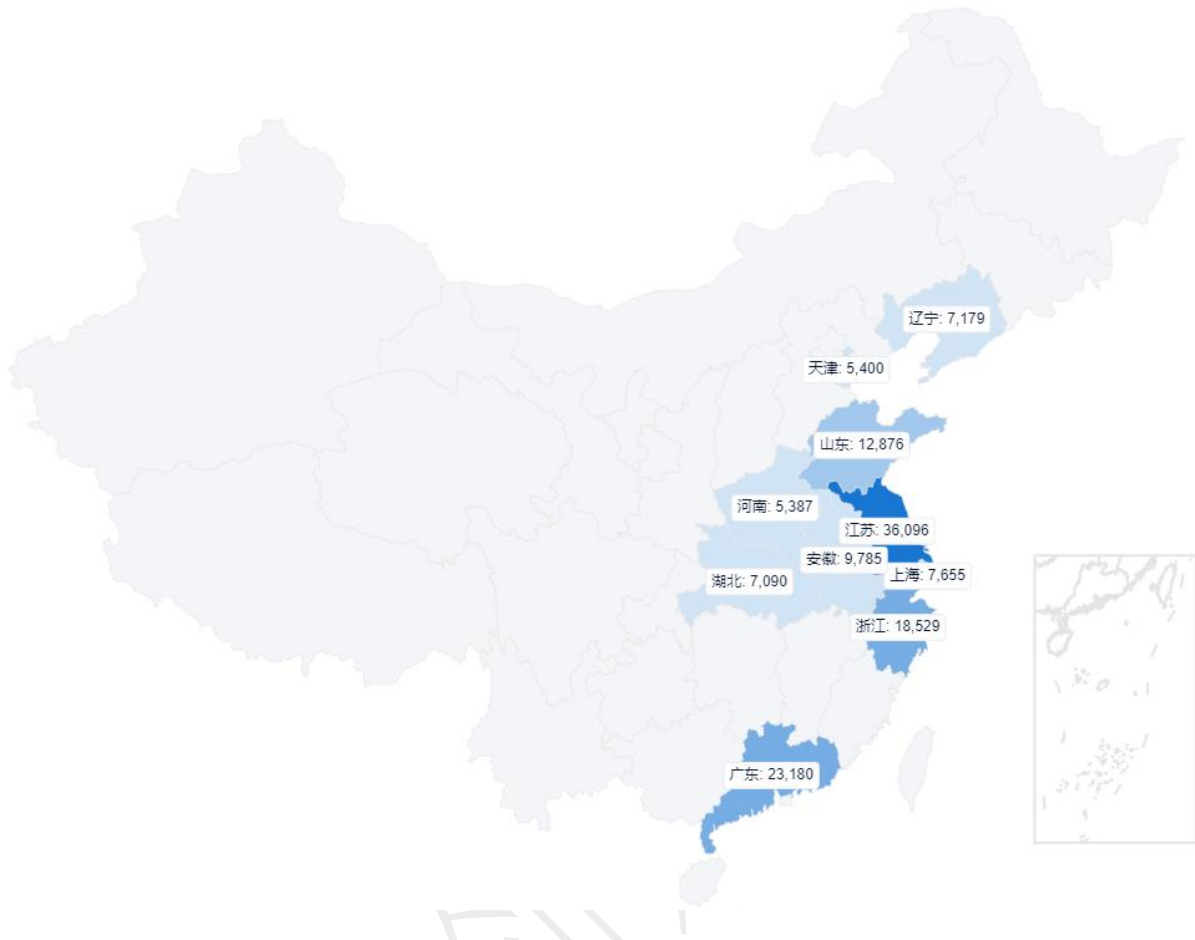 辽宁: 7,179
天津: 5,400
山东: 12,876
河南: 5,387
江苏: 36,096
安徽: 9,785
上海: 7,655
湖北: 7,090
浙江: 18,529
广东: 23,180